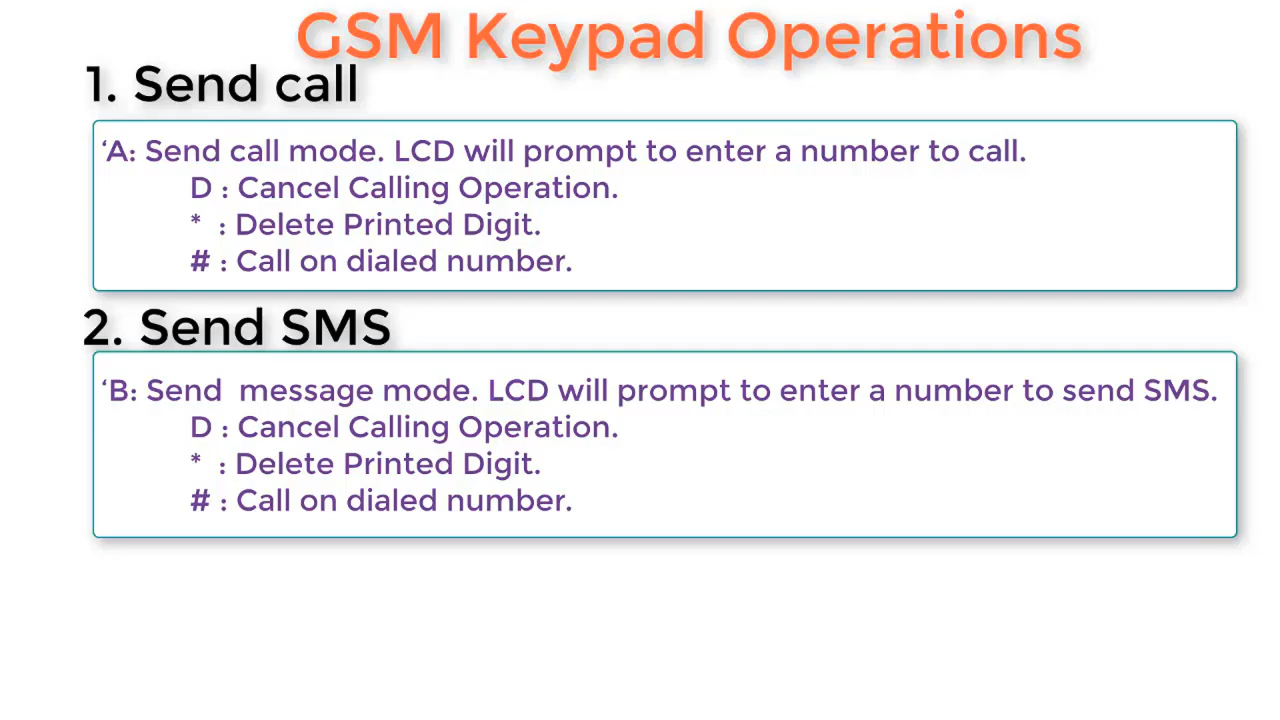 GSM Keypad Operations
1. Send call
‘A: Send call mode. LCD will prompt to enter a number to call.
D : Cancel Calling Operation.
* : Delete Printed Digit.
# : Call on dialed number.
2. Send SMS
‘B: Send message mode. LCD will prompt to enter a number to send SMS.
D : Cancel Calling Operation.
* : Delete Printed Digit.
# : Call on dialed number.